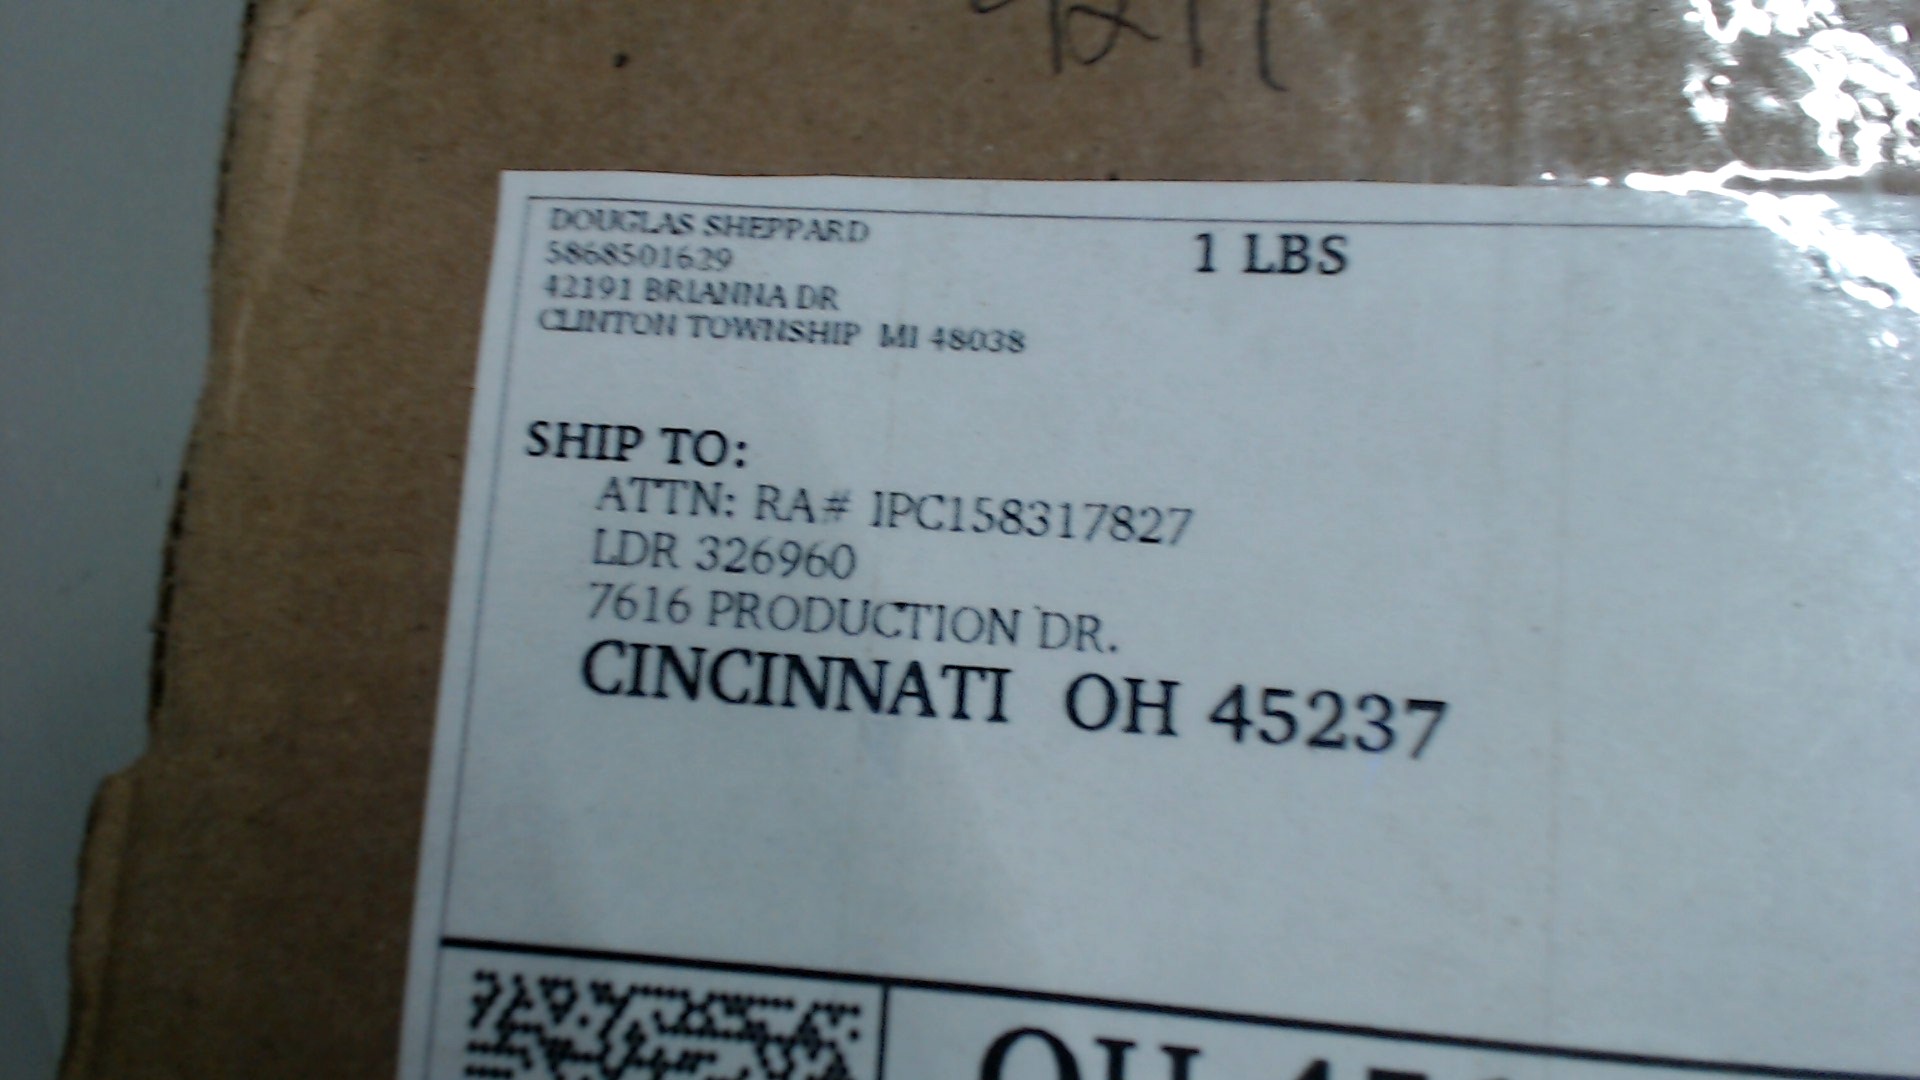 DOUGLAS SHEPPARD
1 LBS
5868501629
42191 BRIANNA DR
CLINTON TOWNSHIP MI 48038
SHIP TO:
ATTN: RA# IPC158317827
LDR 326960
7616 PRODUCTION DR.
CINCINNATI OH 45237
OH